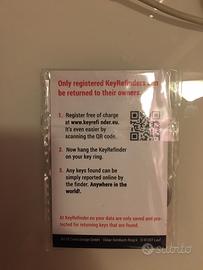 Only registered KeyRefinders can
be returned to their owners.
1. Register free of charge
at www.keyrefinder.eu.
It's even easier by
scanning the QR code.
2. Now hang the KeyRefinder
on your key ring.
3. Any keys found can be
simply reported online by
the finder. Anywhere in the
world!.
At KeyRefinder.eu your data are only saved and pro-
tected for returning keys that are found.
Subito